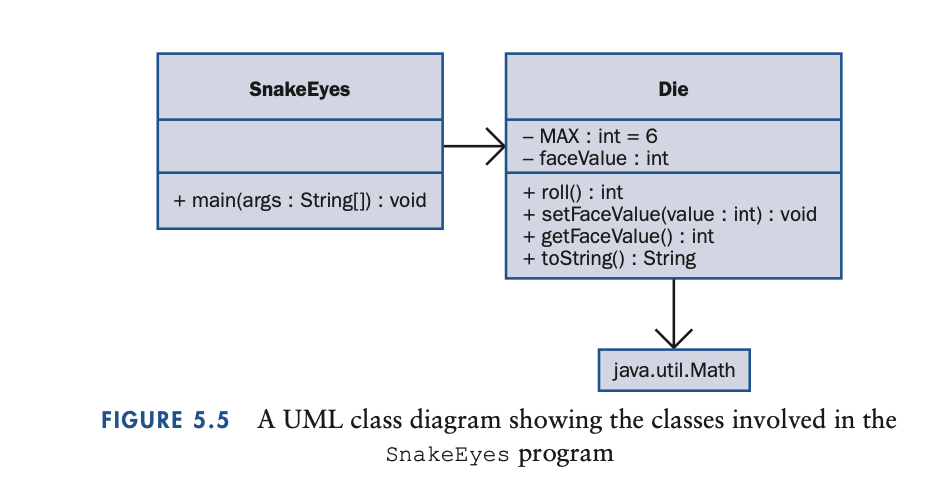 SnakeEyes
+ main(args : String[]) : void
Die
– MAX : int = 6
– faceValue : int
+ roll() : int
+ setFaceValue(value : int) : void
+ getFaceValue() : int
+ toString() : String
java.util.Math
FIGURE 5.5 A UML class diagram showing the classes involved in the
SnakeEyes program